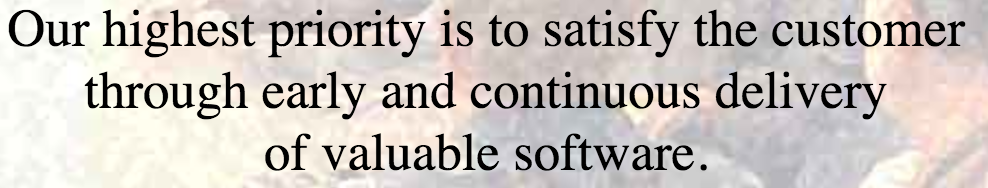 Our highest priority is to satisfy the customer
through early and continuous delivery
of valuable software.